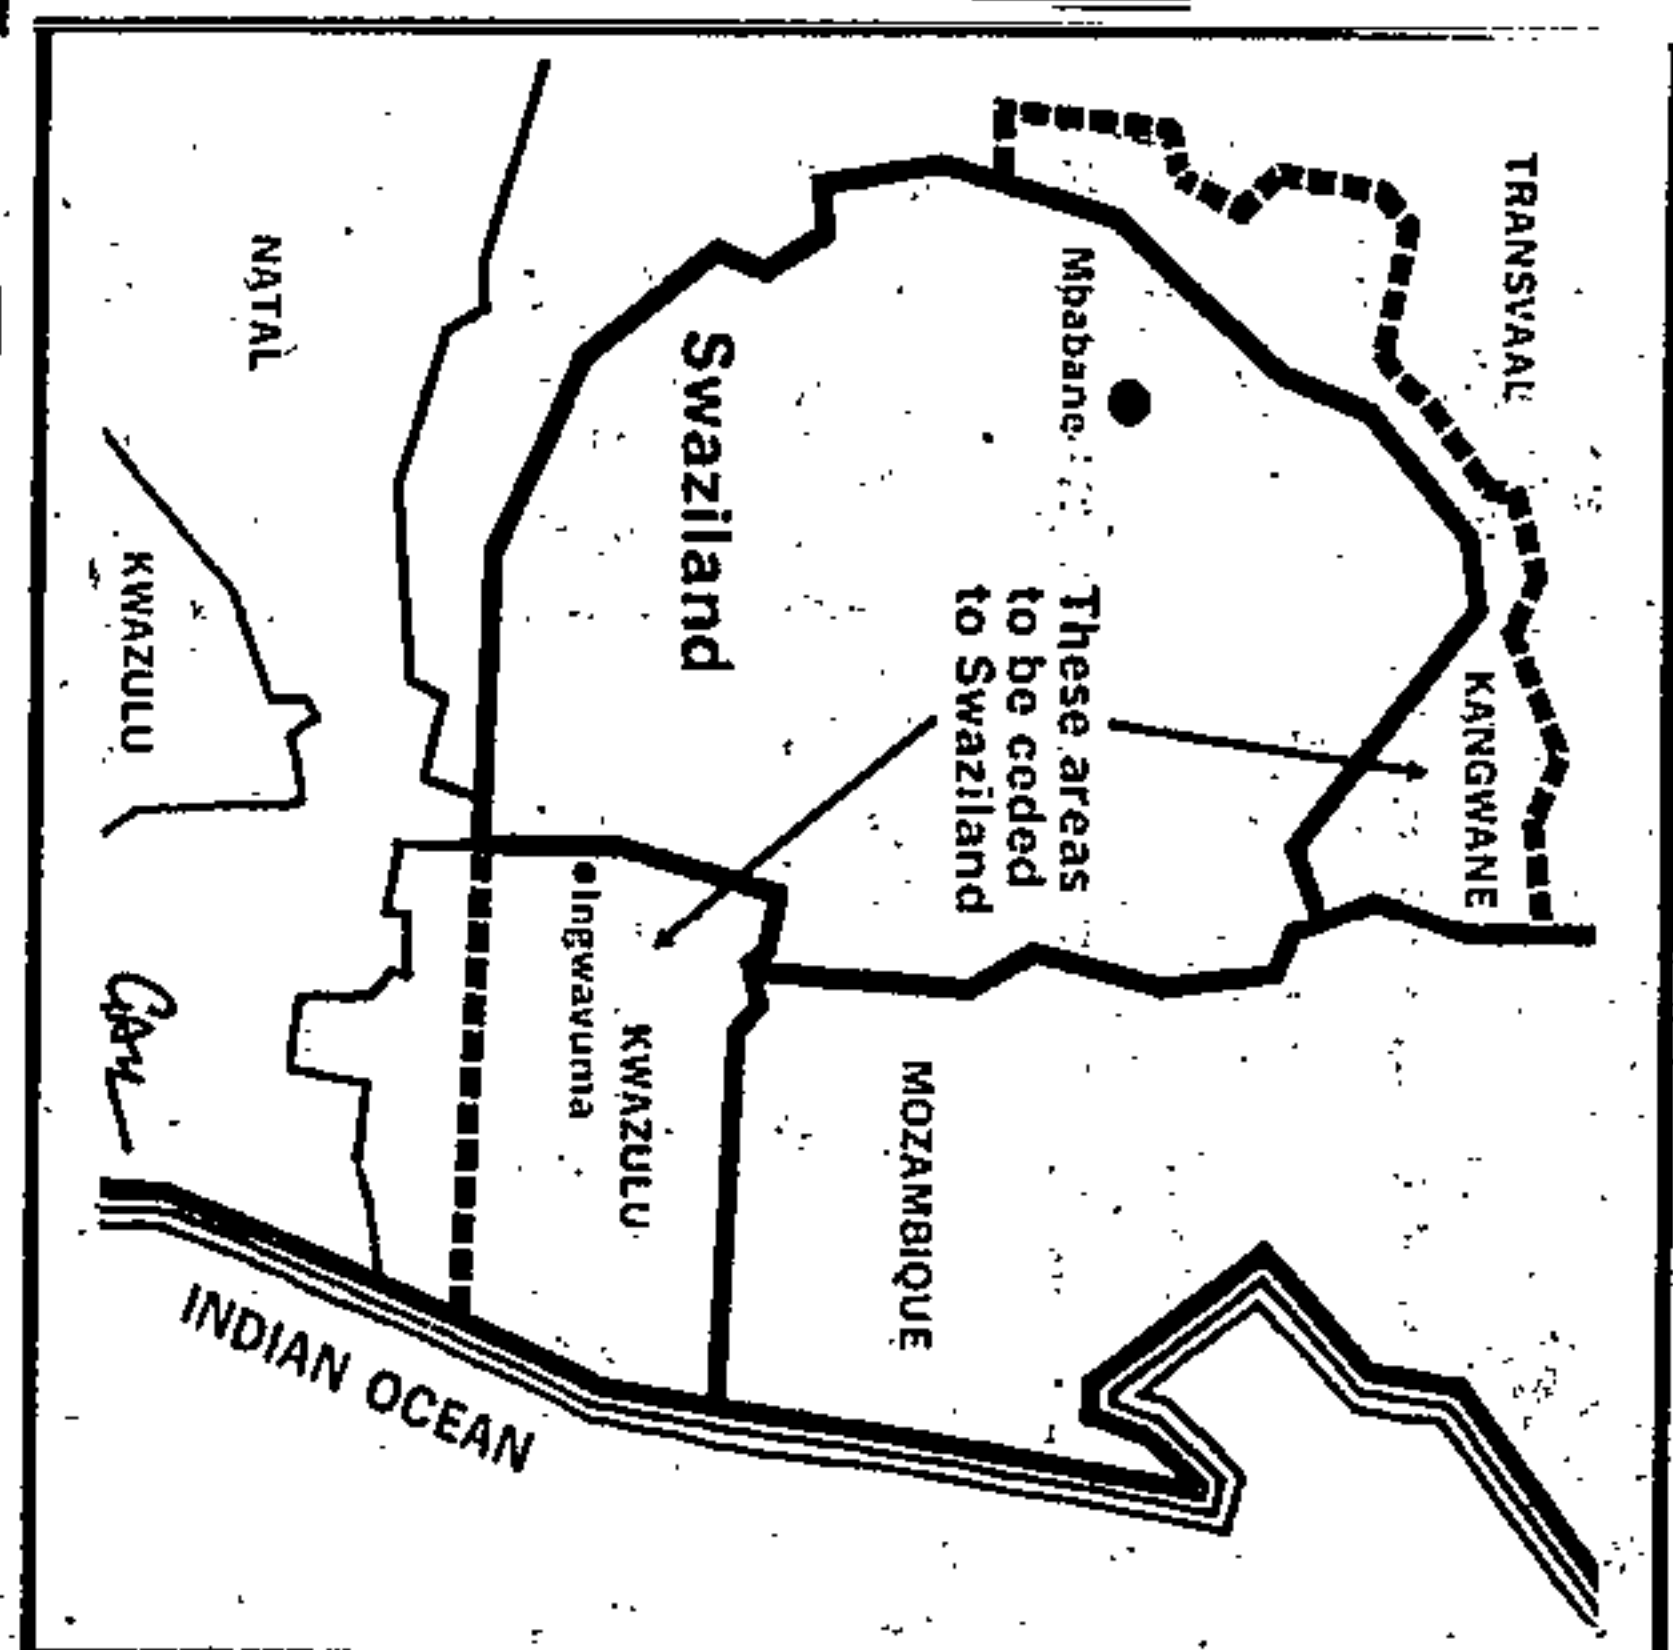 TRANSVAAL
KANGWANE
Mbabane
These areas
to be ceded
to Swaziland
MOZAMBIQUE
Swaziland
KWAZULU
Ingwavuma
NATAL
KWAZULU
INDIAN OCEAN